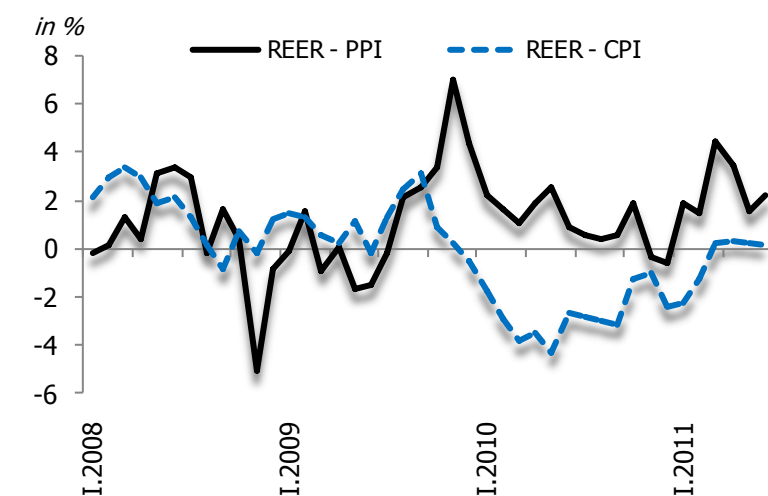 in %
REER - PPI
REER - CPI
8
6
4
2
0
-2
-4
-6
I.2008
I.2009
I.2010
I.2011